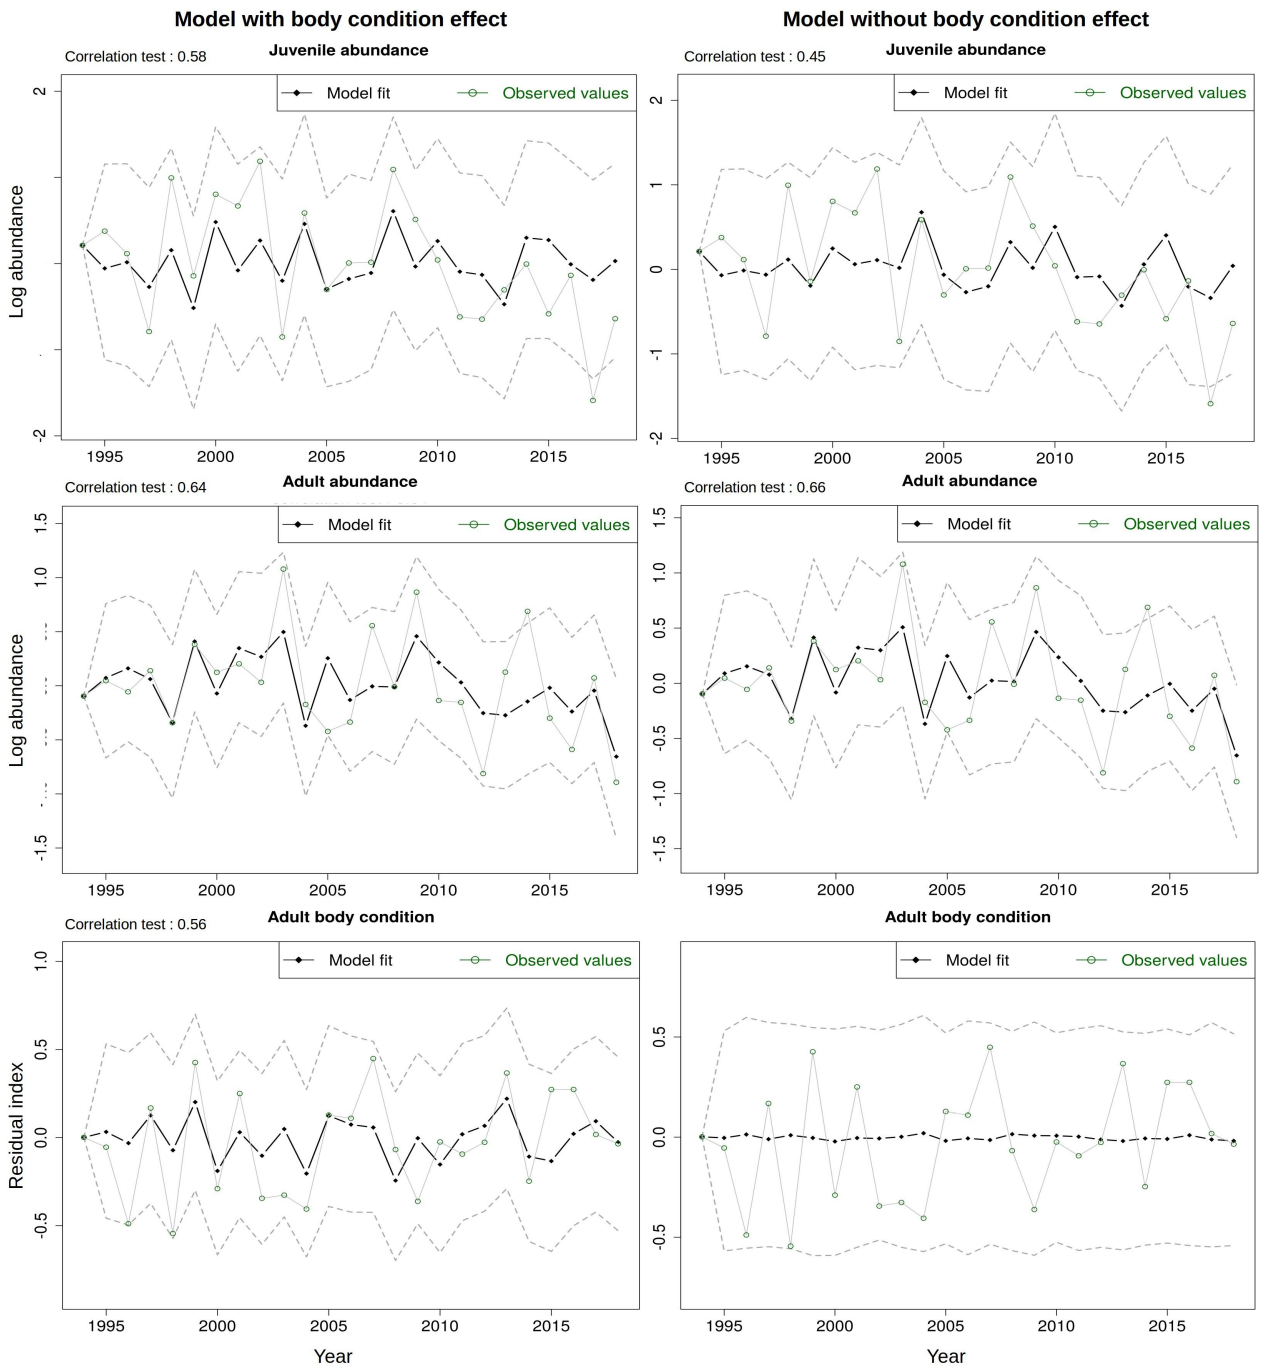 Model with body condition effect
Model without body condition effect
Correlation test : 0.58
Juvenile abundance
Model fit
Observed values
Log abundance
2
-2
1995
2000
2005
2010
2015
Correlation test : 0.45
Juvenile abundance
Model fit
Observed values
2
1
0
-1
-2
1995
2000
2005
2010
2015
Correlation test : 0.64
Adult abundance
Model fit
Observed values
Log abundance
1.5
1.0
-1.5
1995
2000
2005
2010
2015
Correlation test : 0.66
Adult abundance
Model fit
Observed values
1.5
1.0
0.5
0.0
-0.5
-1.0
-1.5
1995
2000
2005
2010
2015
Correlation test : 0.56
Adult body condition
Model fit
Observed values
Residual index
1.0
0.5
0.0
-0.5
1995
2000
2005
2010
2015
Year
Adult body condition
Model fit
Observed values
0.5
0.0
-0.5
1995
2000
2005
2010
2015
Year